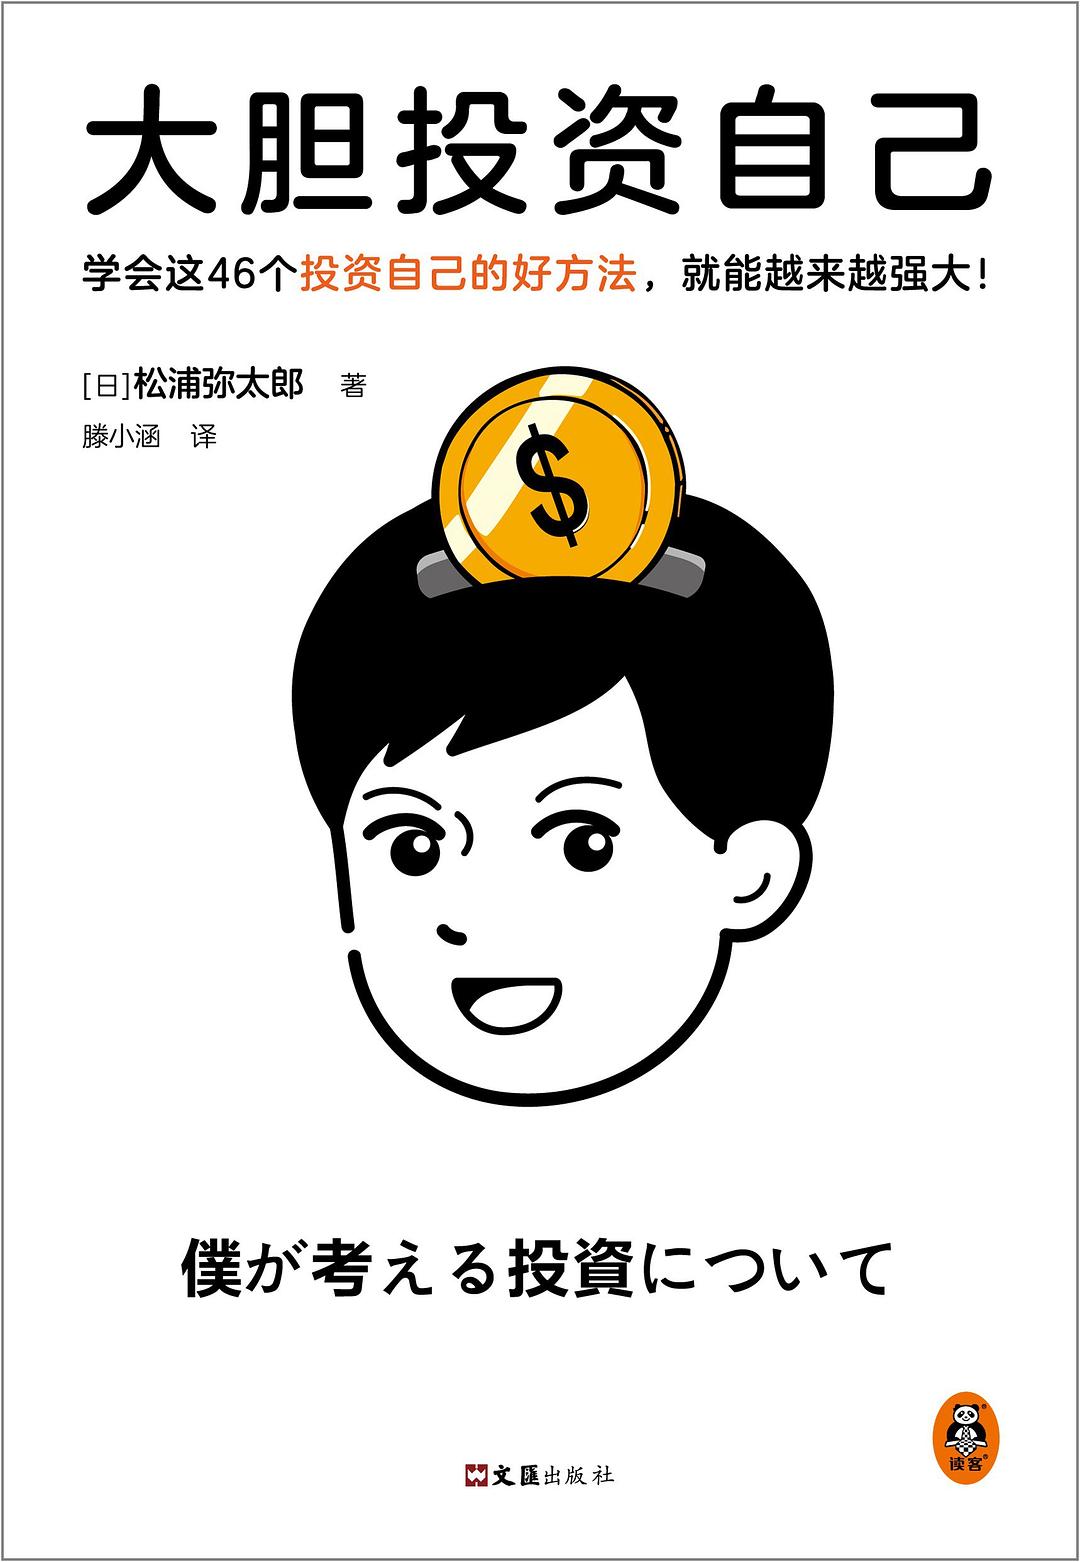 大胆投资自己
学会这46个投资自己的好方法，就能越来越强大！
[日]松浦弥太郎 著
滕小涵 译
$
僕が考える投資について
读客®
文匯出版社